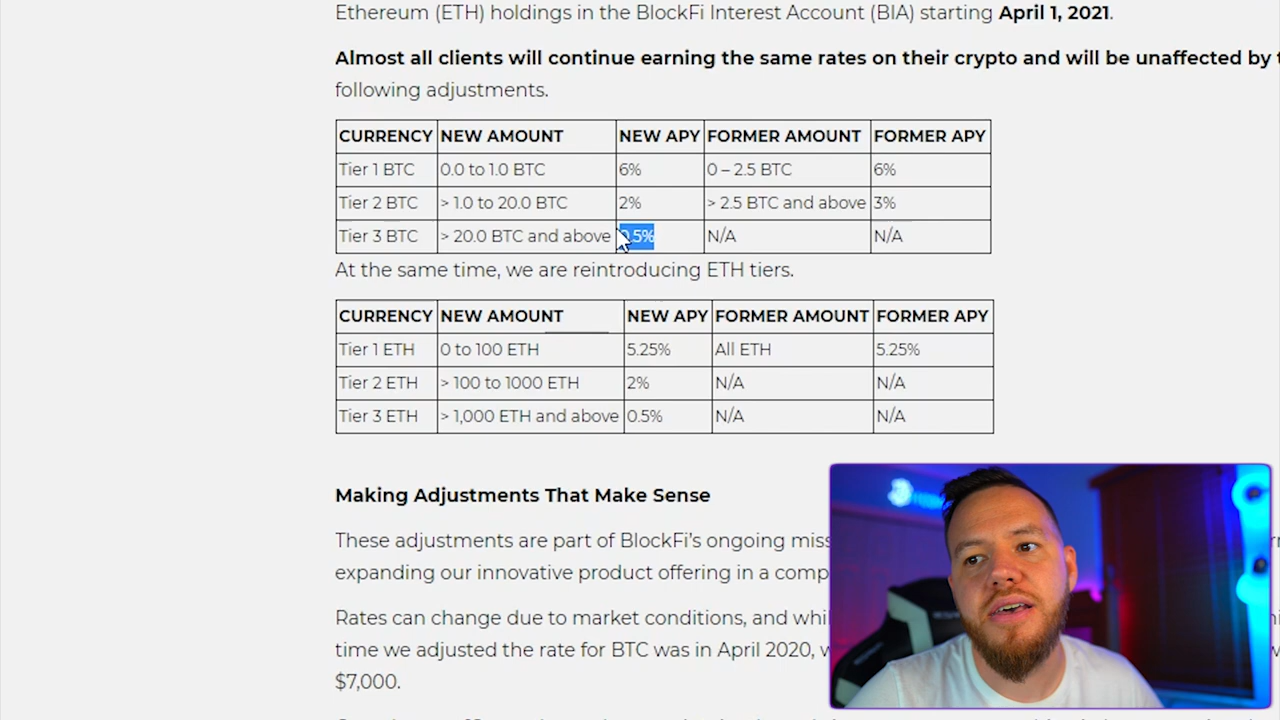 Ethereum (ETH) holdings in the BlockFi Interest Account (BIA) starting April 1, 2021.
Almost all clients will continue earning the same rates on their crypto and will be unaffected by
following adjustments.
CURRENCY NEW AMOUNT NEW APY FORMER AMOUNT FORMER APY
Tier 1 BTC 0.0 to 1.0 BTC 6% 0 – 2.5 BTC 6%
Tier 2 BTC > 1.0 to 20.0 BTC 2% > 2.5 BTC and above 3%
Tier 3 BTC > 20.0 BTC and above 0.5% N/A N/A
At the same time, we are reintroducing ETH tiers.
CURRENCY NEW AMOUNT NEW APY FORMER AMOUNT FORMER APY
Tier 1 ETH 0 to 100 ETH 5.25% All ETH 5.25%
Tier 2 ETH > 100 to 1000 ETH 2% N/A N/A
Tier 3 ETH > 1,000 ETH and above 0.5% N/A N/A
Making Adjustments That Make Sense
These adjustments are part of BlockFi's ongoing
expanding our innovative product offering in a
Rates can change due to market conditions, and
time we adjusted the rate for BTC was in April 2020,
$7,000.